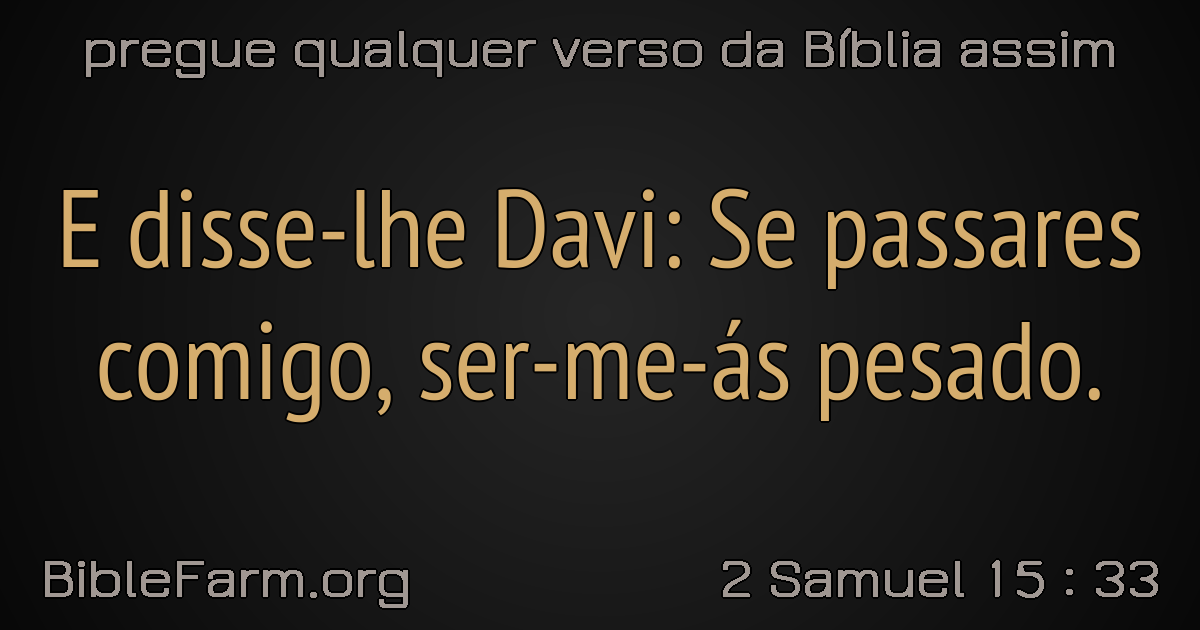 pregue qualquer verso da Bíblia assim
E disse-lhe Davi: Se passares
comigo, ser-me-ás pesado.
BibleFarm.org
2 Samuel 15 : 33